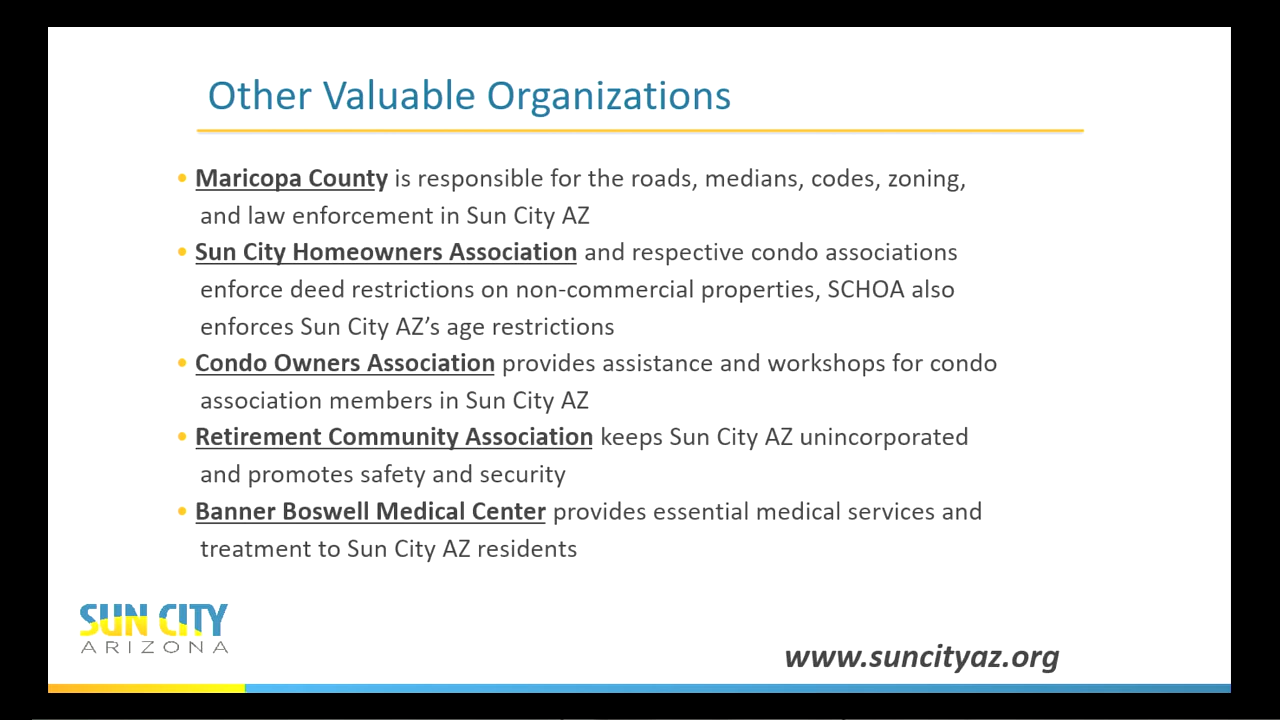 Other Valuable Organizations
• Maricopa County is responsible for the roads, medians, codes, zoning,
and law enforcement in Sun City AZ
• Sun City Homeowners Association and respective condo associations
enforce deed restrictions on non-commercial properties, SCHOA also
enforces Sun City AZ’s age restrictions
• Condo Owners Association provides assistance and workshops for condo
association members in Sun City AZ
• Retirement Community Association keeps Sun City AZ unincorporated
and promotes safety and security
• Banner Boswell Medical Center provides essential medical services and
treatment to Sun City AZ residents
SUN CITY
ARIZONA
www.suncityaz.org